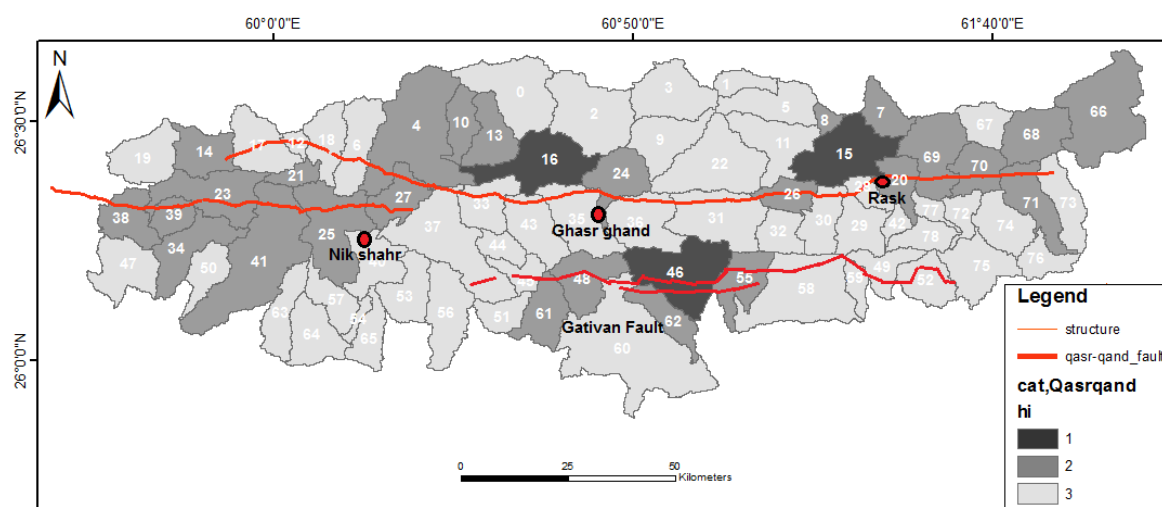 60°0'0"E 60°50'0"E 61°40'0"E
N
26°30'0"N
26°0'0"N
0 1 2 3 4 5 6 7 8 9 10 11 12 13 14 15 16 17 18 19 20 21 22 23 24 25 26 27
29 30 31 32 33 34 35 36 37 38 39 41 42 43 44 45 46 47 48 49 50 51 52 53 54 55 56 57 58
60 61 62 63 64 65 66 67 68 69 70 71 72 73 74 75 76 77 78
Rask
Ghasr ghand
Nik shahr
Gativan Fault
0 25 50
Kilometers
Legend
structure
qasr-qand_fault
cat,Qasrqand
hi
1
2
3